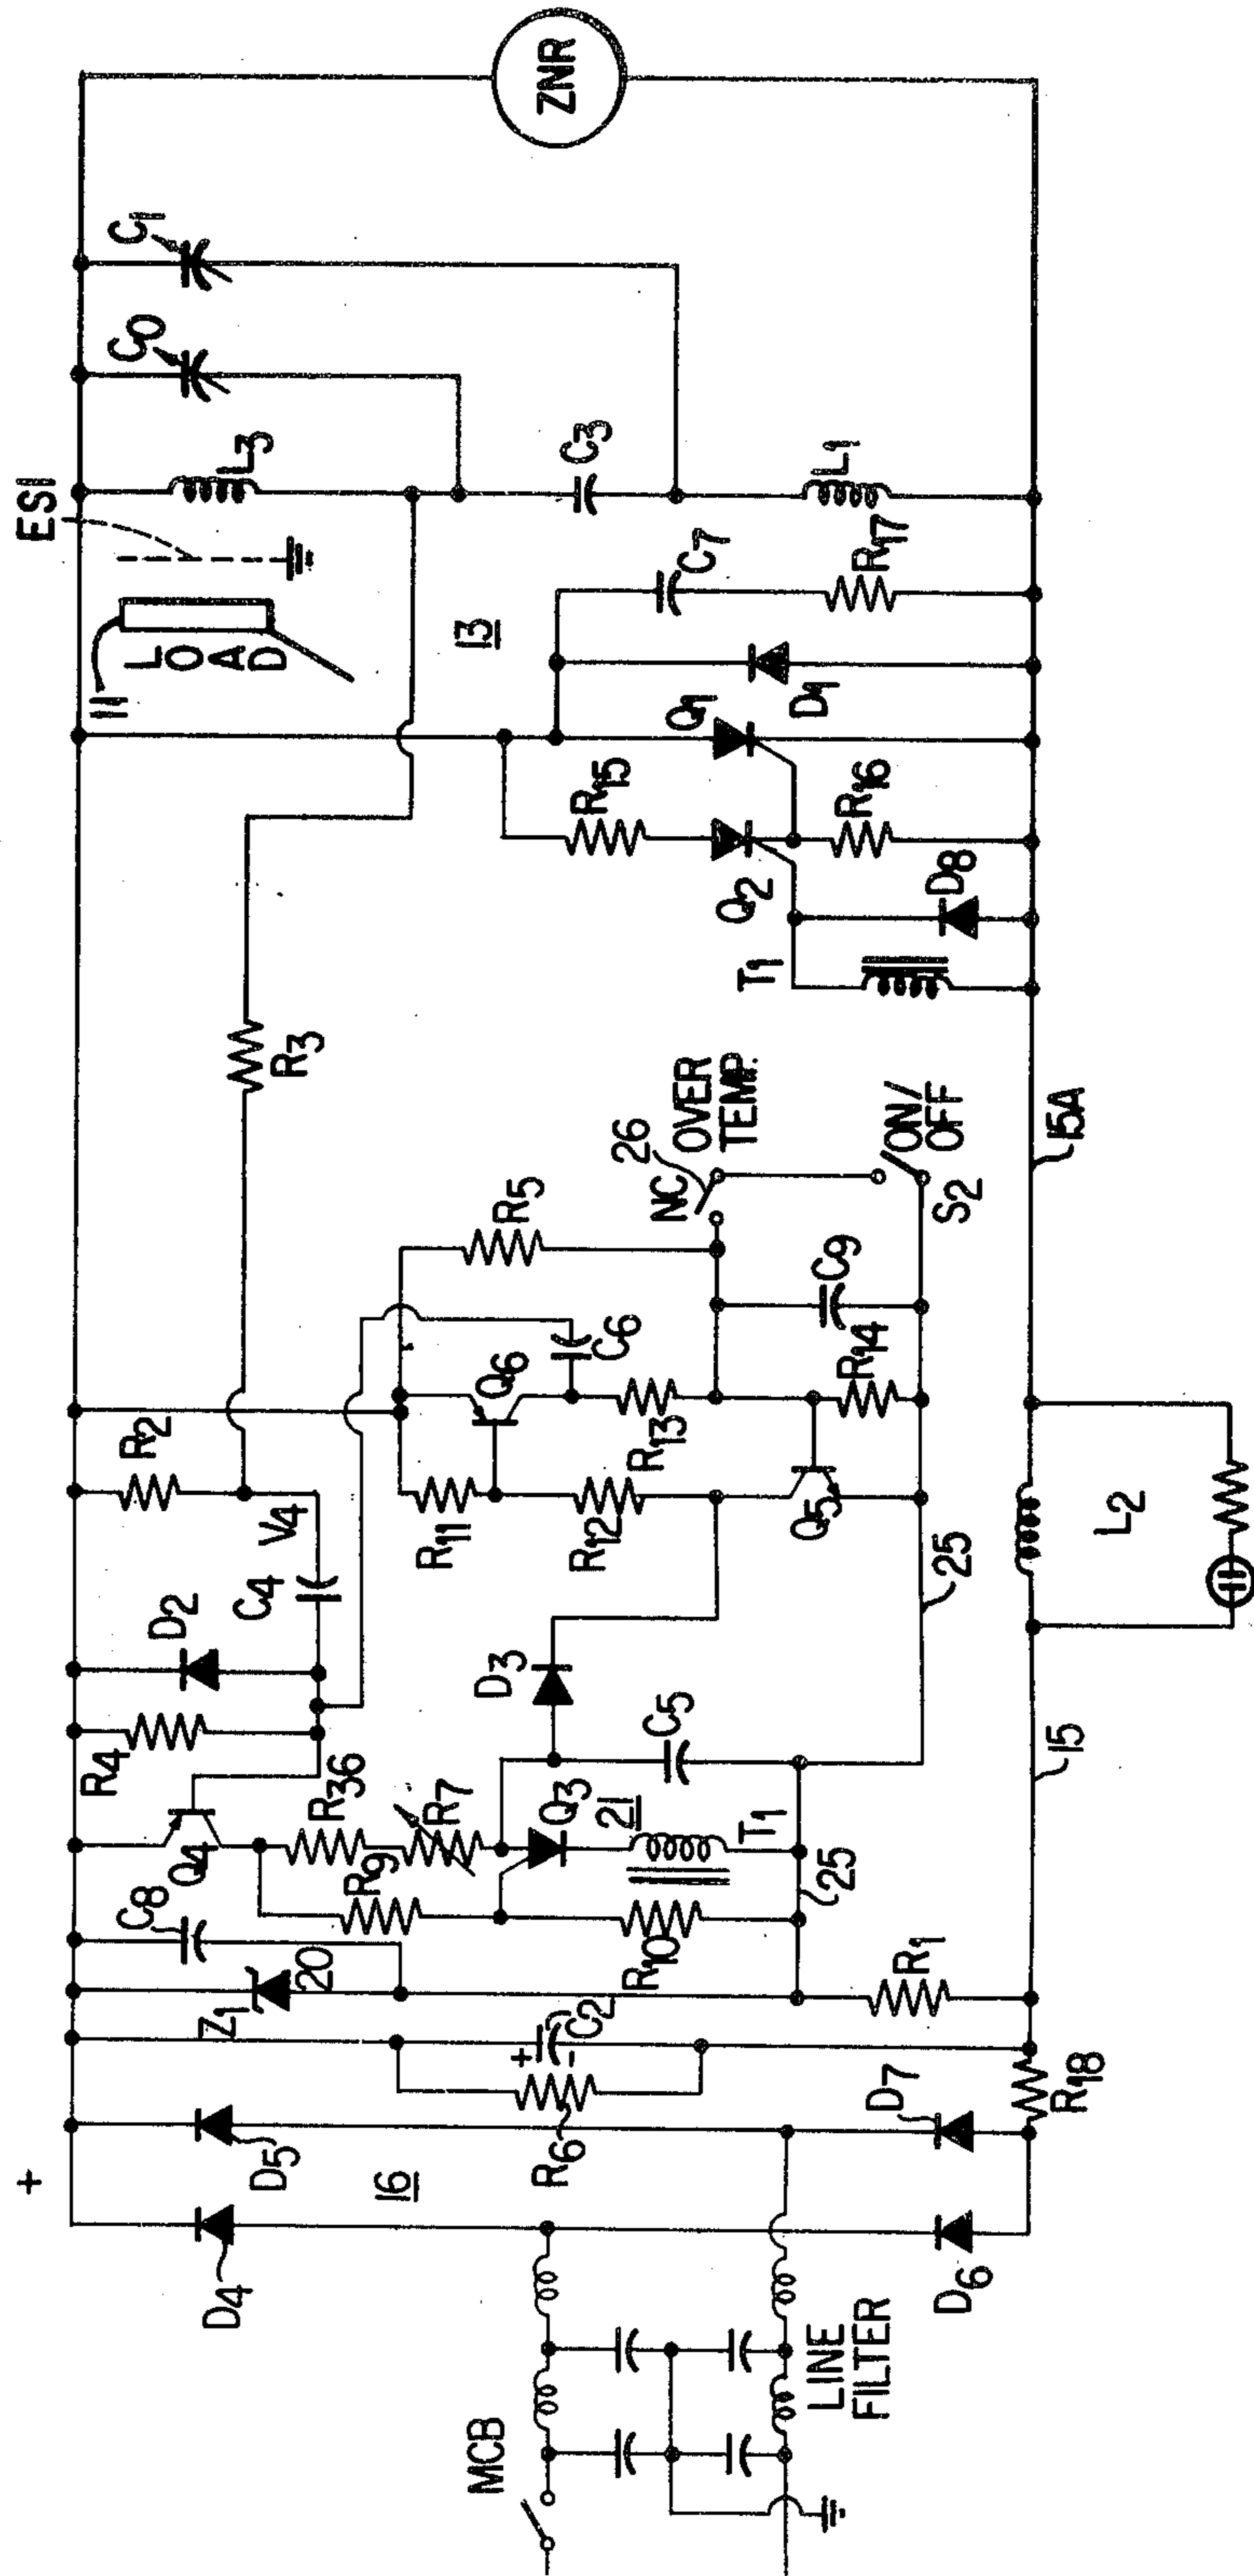 MCB
LINE
FILTER
+
D4
D5
16
D6
D7
R18
R6
+
-
C2
Z1
20
C8
R1
15
Q4
R4
D2
R9
R36
R7
R10
Q3
21
T1
25
C5
D3
C4
V4
R2
R3
R11
Q6
R12
R13
C6
R5
Q5
R14
C9
25
NC
26
OVER
TEMP.
ON/
OFF
S2
L2
15A
T1
D8
Q2
R15
R16
Q1
D1
13
C7
R17
11
LOAD
ESI
L3
C3
L1
C0
C1
ZNR